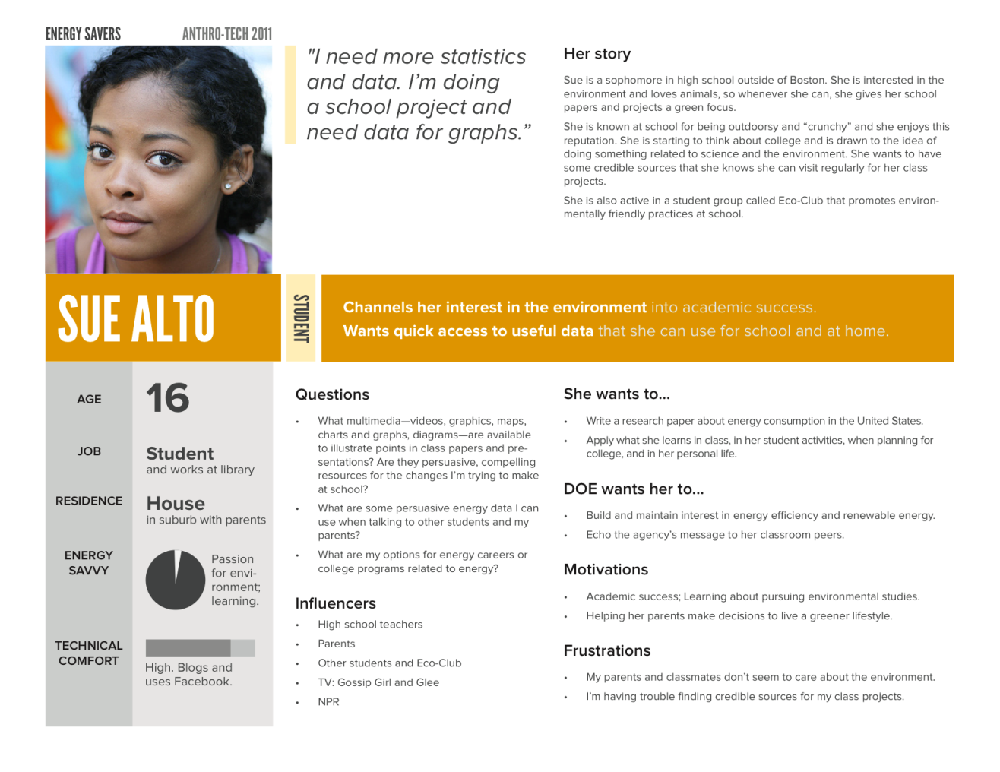 ENERGY SAVERS
ANTHRO-TECH 2011
"I need more statistics
and data. I’m doing
a school project and
need data for graphs.”
Her story
Sue is a sophomore in high school outside of Boston. She is interested in the
environment and loves animals, so whenever she can, she gives her school
papers and projects a green focus.
She is known at school for being outdoorsy and “crunchy” and she enjoys this
reputation. She is starting to think about college and is drawn to the idea of
doing something related to science and the environment. She wants to have
some credible sources that she knows she can visit regularly for her class
projects.
She is also active in a student group called Eco-Club that promotes environ-
mentally friendly practices at school.
SUE ALTO
STUDENT
Channels her interest in the environment into academic success.
Wants quick access to useful data that she can use for school and at home.
AGE
16
JOB
Student
and works at library
RESIDENCE
House
in suburb with parents
ENERGY
SAVVY
Passion
for envi-
ronment;
learning.
TECHNICAL
COMFORT
High. Blogs and
uses Facebook.
Questions
• What multimedia—videos, graphics, maps,
charts and graphs, diagrams—are available
to illustrate points in class papers and pre-
sentations? Are they persuasive, compelling
resources for the changes I’m trying to make
at school?
• What are some persuasive energy data I can
use when talking to other students and my
parents?
• What are my options for energy careers or
college programs related to energy?
Influencers
• High school teachers
• Parents
• Other students and Eco-Club
• TV: Gossip Girl and Glee
• NPR
She wants to...
• Write a research paper about energy consumption in the United States.
• Apply what she learns in class, in her student activities, when planning for
college, and in her personal life.
DOE wants her to...
• Build and maintain interest in energy efficiency and renewable energy.
• Echo the agency’s message to her classroom peers.
Motivations
• Academic success; Learning about pursuing environmental studies.
• Helping her parents make decisions to live a greener lifestyle.
Frustrations
• My parents and classmates don’t seem to care about the environment.
• I’m having trouble finding credible sources for my class projects.